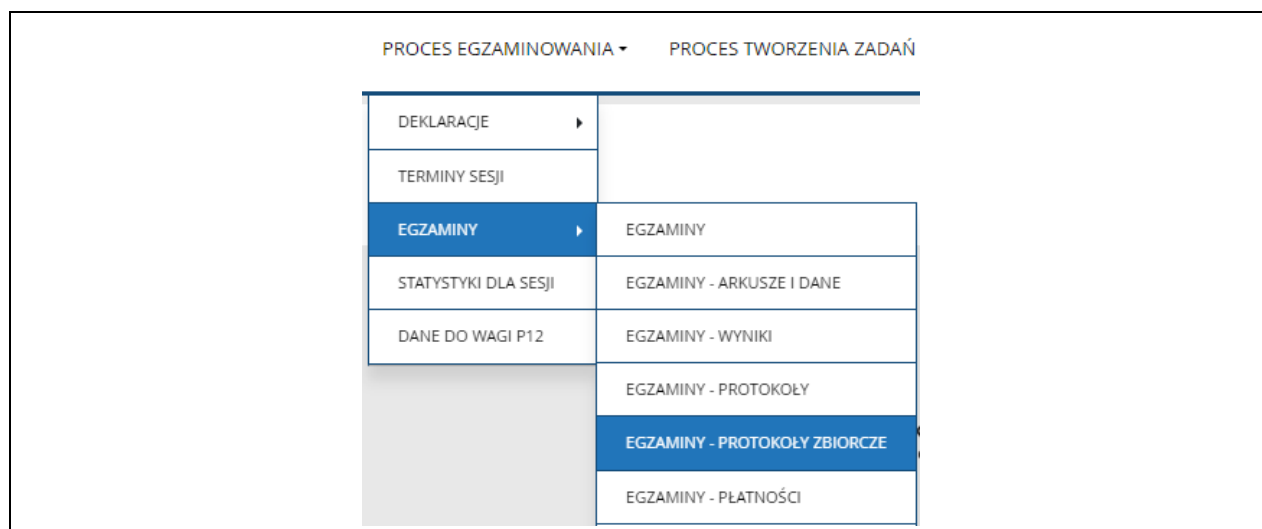 PROCES EGZAMINOWANIA PROCES TWORZENIA ZADAŃ
DEKLARACJE
TERMINY SESJI
EGZAMINY
STATYSTYKI DLA SESJI
DANE DO WAGI P12
EGZAMINY
EGZAMINY - ARKUSZE I DANE
EGZAMINY - WYNIKI
EGZAMINY - PROTOKOŁY
EGZAMINY - PROTOKOŁY ZBIORCZE
EGZAMINY - PŁATNOŚCI